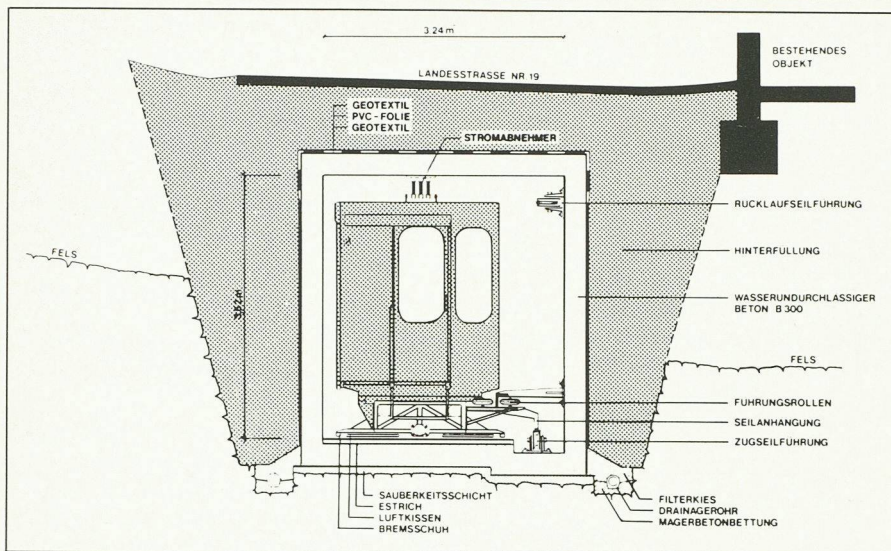 3.24 m
BESTEHENDES
OBJEKT
LANDESSTRASSE NR 19
GEOTEXTIL
PVC-FOLIE
GEOTEXTIL
STROMABNEHMER
RUCKLAUFSEILFUHRUNG
HINTERFULLUNG
FELS
3.52 m
WASSERUNDURCHLASSIGER
BETON B 300
FELS
FUHRUNGSROLLEN
SEILANHANGUNG
ZUGSEILFUHRUNG
SAUBERKEITSSCHICHT
ESTRICH
LUFTKISSEN
BREMSSCHUH
FILTERKIES
DRAINAGEROHR
MAGERBETONBETTUNG